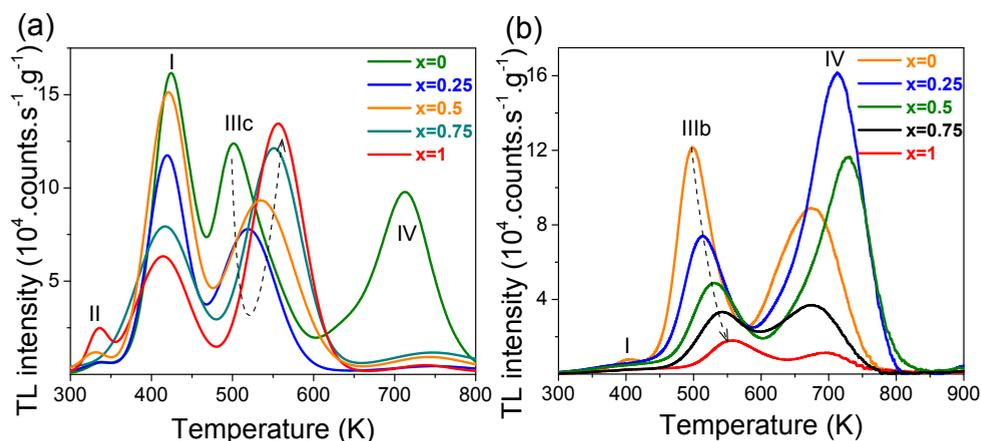 (a)
TL intensity (10⁴.counts.s⁻¹.g⁻¹)
15
10
5
I
II
IIIc
IV
x=0
x=0.25
x=0.5
x=0.75
x=1
300 400 500 600 700 800
Temperature (K)
(b)
TL intensity (10⁴.counts.s⁻¹.g⁻¹)
16
12
8
4
I
IIIb
IV
x=0
x=0.25
x=0.5
x=0.75
x=1
300 400 500 600 700 800 900
Temperature (K)